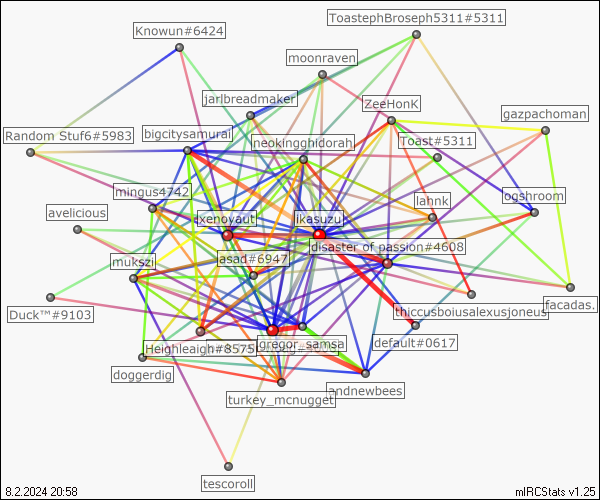 ToastephBroseph5311#5311
Knowun#6424
moonraven
jarlbreadmaker
ZeeHonK
gazpachoman
Random Stuf6#5983
bigcitysamurai
neokingghidorah
Toast#5311
mingus4742
lahnk
ogshroom
avelicious
xenoyaut
ikasuzu
disaster of passion#4608
mukszi
asad#6947
Duck™#9103
thiccusboiusalexusjoneus
facadas.
Heighleigh#8575
gregor_samsa
default#0617
doggerdig
turkey_mcnugget
andnewbees
tescoroll
8.2.2024 20:58
mIRCStats v1.25